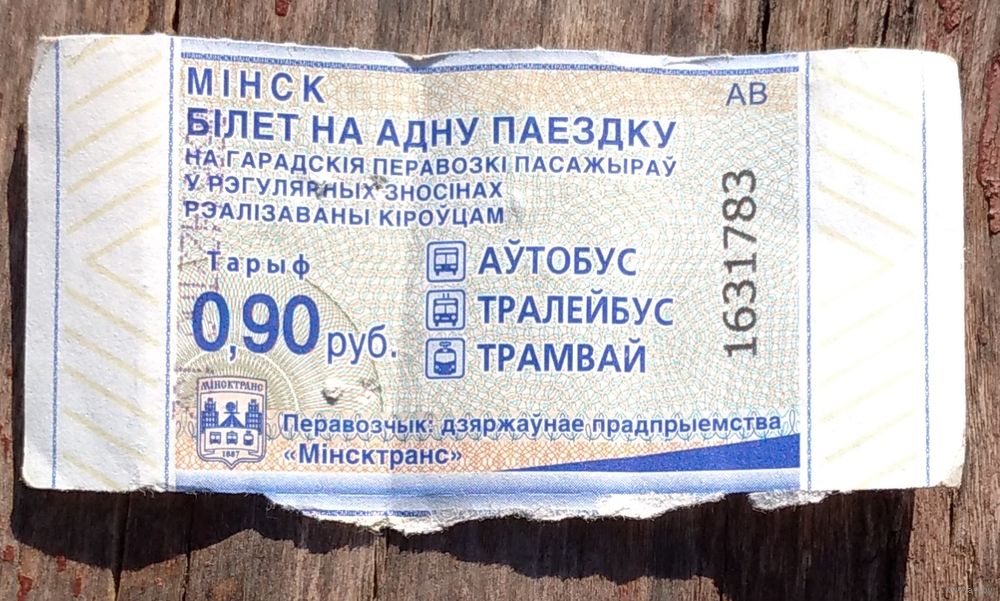 МІНСК
АВ
БІЛЕТ НА АДНУ ПАЕЗДКУ
НА ГАРАДСКІЯ ПЕРАВОЗКІ ПАСАЖЫРАЎ
У РЭГУЛЯРНЫХ ЗНОСІНАХ
РЭАЛІЗАВАНЫ КІРОЎЦАМ
Тарыф
0,90 руб.
АЎТОБУС
ТРАЛЕЙБУС
ТРАМВАЙ
1631783
МІНСКТРАНС
1887
Перавозчык: дзяржаўнае прадпрыемства
«Мінсктранс»